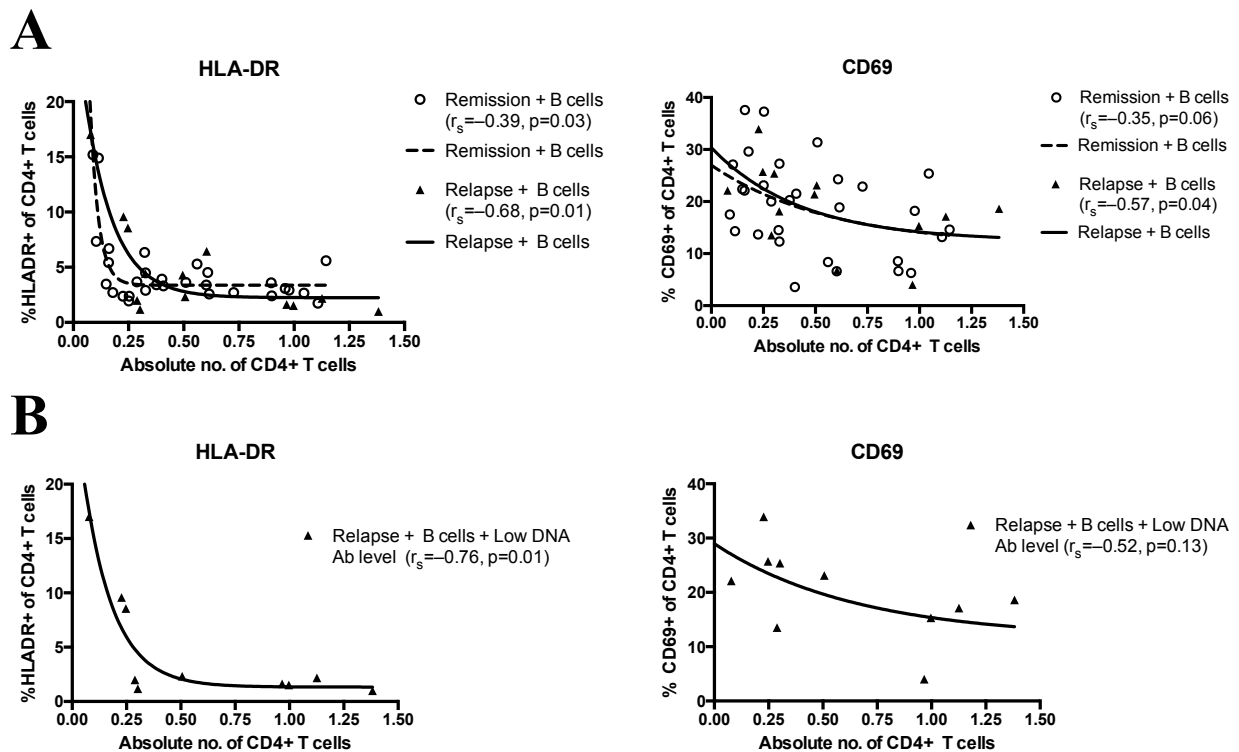 A
HLA-DR
%HLADR+ of CD4+ T cells
20
15
10
5
0
0.00 0.25 0.50 0.75 1.00 1.25 1.50
Absolute no. of CD4+ T cells
Remission + B cells
(rs=–0.39, p=0.03)
Remission + B cells
Relapse + B cells
(rs=–0.68, p=0.01)
Relapse + B cells
CD69
% CD69+ of CD4+ T cells
40
30
20
10
0
0.00 0.25 0.50 0.75 1.00 1.25 1.50
Absolute no. of CD4+ T cells
Remission + B cells
(rs=–0.35, p=0.06)
Remission + B cells
Relapse + B cells
(rs=–0.57, p=0.04)
Relapse + B cells
B
HLA-DR
%HLADR+ of CD4+ T cells
20
15
10
5
0
0.00 0.25 0.50 0.75 1.00 1.25 1.50
Absolute no. of CD4+ T cells
Relapse + B cells + Low DNA
Ab level (rs=–0.76, p=0.01)
CD69
% CD69+ of CD4+ T cells
40
30
20
10
0
0.00 0.25 0.50 0.75 1.00 1.25 1.50
Absolute no. of CD4+ T cells
Relapse + B cells + Low DNA
Ab level (rs=–0.52, p=0.13)